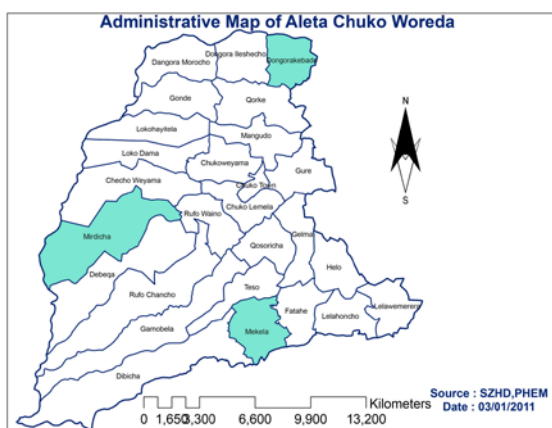 Administrative Map of Aleta Chuko Woreda
Dongora Ileshecho
Dangora Morocho
Dongorakebado
Gonde
Qorke
N
Lokohayitela
Mangudo
Loko Dama
Chukoweyama
Gure
Checho Weyama
Chuko Town
S
Rufo Waino
Chuko Lemela
Mirdicha
Gelma
Qosoricha
Debeqa
Helo
Teso
Rufo Chancho
Lelawemerero
Fatahe
Lelahoncho
Gamobela
Mekela
Dibicha
Source : SZHD,PHEM
Kilometers
Date : 03/01/2011
0 1,650 3,300 6,600 9,900 13,200